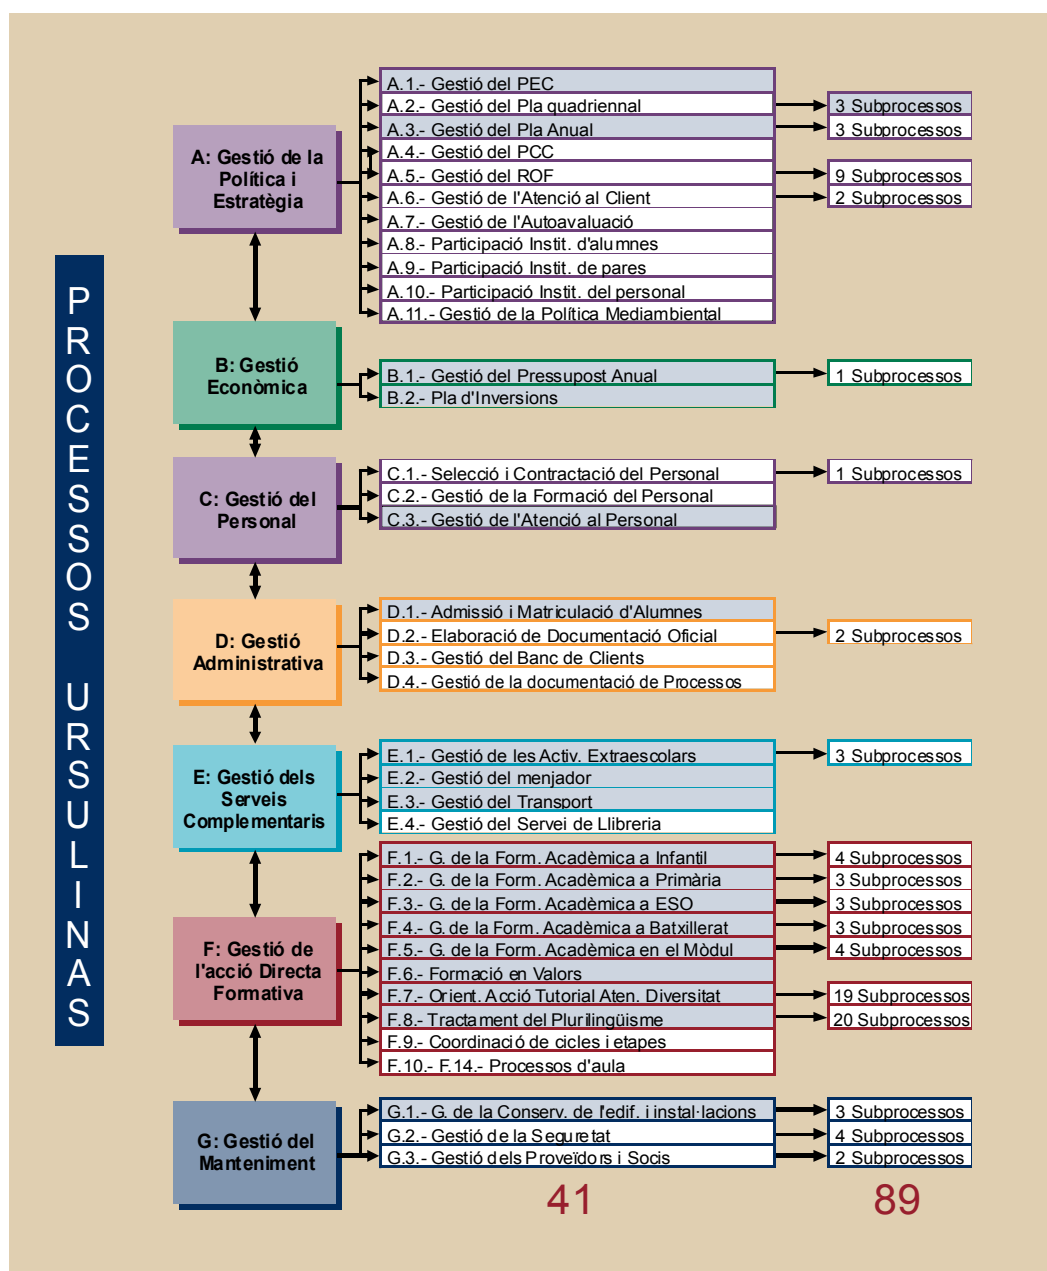 PROCESSOS URSULINAS
A: Gestió de la
Política i
Estratègia
A.1.- Gestió del PEC
A.2.- Gestió del Pla quadriennal
3 Subprocessos
A.3.- Gestió del Pla Anual
3 Subprocessos
A.4.- Gestió del PCC
A.5.- Gestió del ROF
9 Subprocessos
A.6.- Gestió de l'Atenció al Client
2 Subprocessos
A.7.- Gestió de l'Autoavaluació
A.8.- Participació Instit. d'alumnes
A.9.- Participació Instit. de pares
A.10.- Participació Instit. del personal
A.11.- Gestió de la Política Mediambiental
B: Gestió
Econòmica
B.1.- Gestió del Pressupost Anual
1 Subprocessos
B.2.- Pla d'Inversions
C: Gestió del
Personal
C.1.- Selecció i Contractació del Personal
1 Subprocessos
C.2.- Gestió de la Formació del Personal
C.3.- Gestió de l'Atenció al Personal
D: Gestió
Administrativa
D.1.- Admissió i Matriculació d'Alumnes
D.2.- Elaboració de Documentació Oficial
2 Subprocessos
D.3.- Gestió del Banc de Clients
D.4.- Gestió de la documentació de Processos
E: Gestió dels
Serveis
Complementaris
E.1.- Gestió de les Activ. Extraescolars
3 Subprocessos
E.2.- Gestió del menjador
E.3.- Gestió del Transport
E.4.- Gestió del Servei de Llibreria
F: Gestió de
l'acció Directa
Formativa
F.1.- G. de la Form. Acadèmica a Infantil
4 Subprocessos
F.2.- G. de la Form. Acadèmica a Primària
3 Subprocessos
F.3.- G. de la Form. Acadèmica a ESO
3 Subprocessos
F.4.- G. de la Form. Acadèmica a Batxillerat
3 Subprocessos
F.5.- G. de la Form. Acadèmica en el Mòdul
4 Subprocessos
F.6.- Formació en Valors
F.7.- Orient. Acció Tutorial Aten. Diversitat
19 Subprocessos
F.8.- Tractament del Plurilingüisme
20 Subprocessos
F.9.- Coordinació de cicles i etapes
F.10.- F.14.- Processos d'aula
G: Gestió del
Manteniment
G.1.- G. de la Conserv. de l'edif. i instal·lacions
3 Subprocessos
G.2.- Gestió de la Seguretat
4 Subprocessos
G.3.- Gestió dels Proveïdors i Socis
2 Subprocessos
41
89